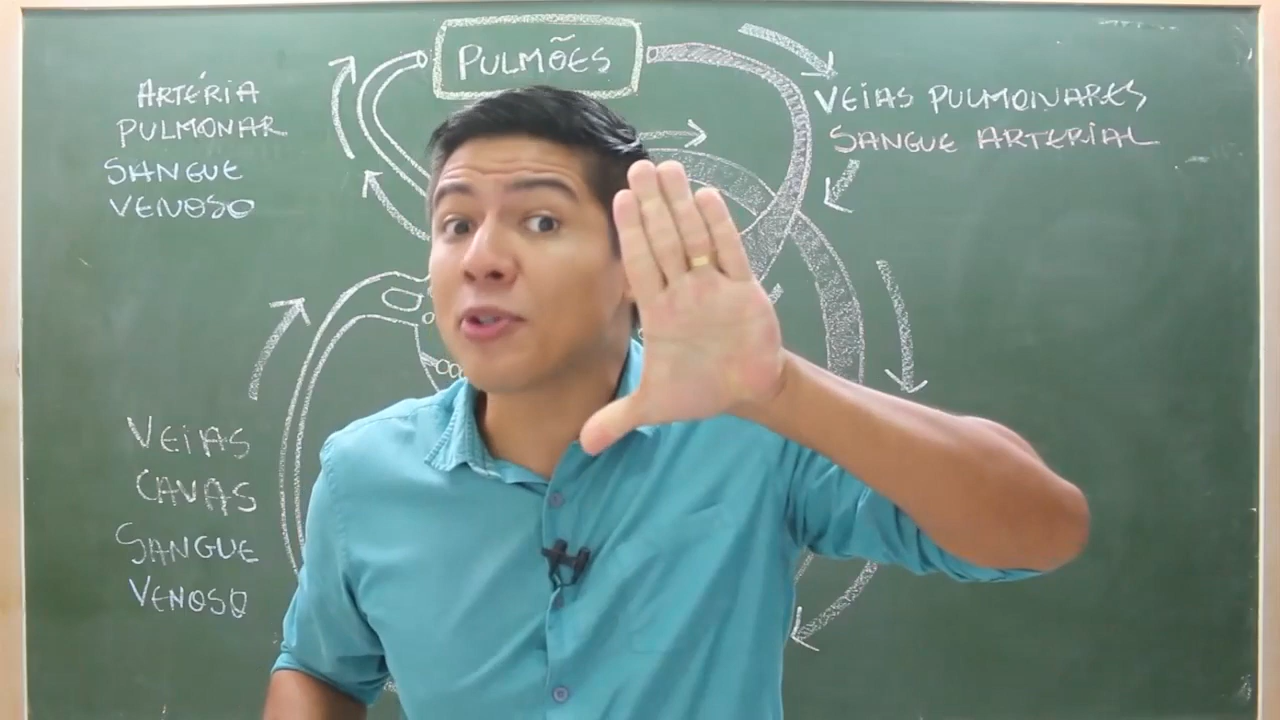 PULMÕES
ARTÉRIA
PULMONAR
SANGUE
VENOSO
VEIAS PULMONARES
SANGUE ARTERIAL
VEIAS
CAVAS
SANGUE
VENOSO